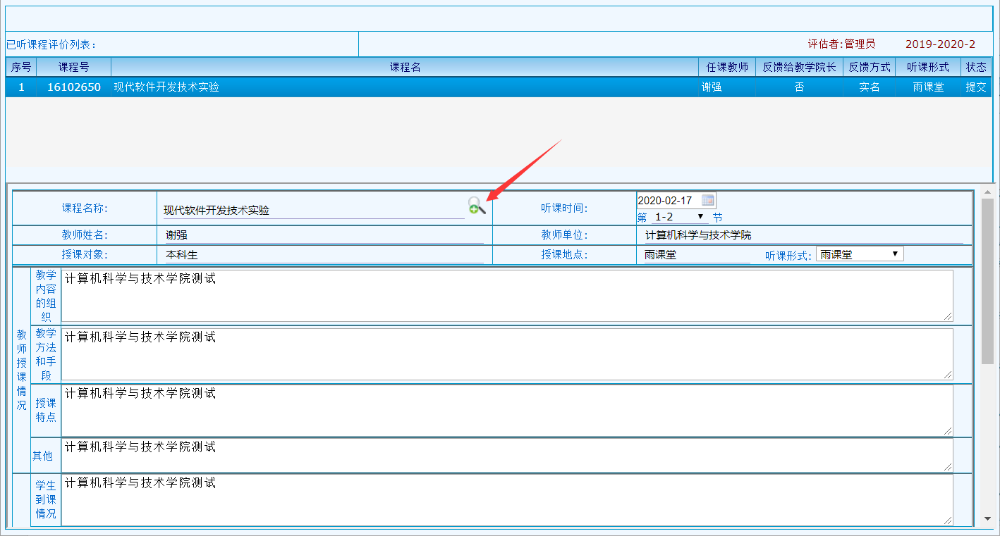 已听课程评价列表：
评估者:管理员 2019-2020-2
序号 课程号 课程名 任课教师 反馈给教学院长 反馈方式 听课形式 状态
1 16102650 现代软件开发技术实验 谢强 否 实名 雨课堂 提交
课程名称: 现代软件开发技术实验 听课时间: 2020-02-17
第 1-2 节
教师姓名: 谢强 教师单位: 计算机科学与技术学院
授课对象: 本科生 授课地点: 雨课堂 听课形式: 雨课堂
教师授课情况
教学
内容
的组
织
计算机科学与技术学院测试
教学
方法
和手
段
计算机科学与技术学院测试
授课
特点
计算机科学与技术学院测试
其他
计算机科学与技术学院测试
学生
到课
情况
计算机科学与技术学院测试